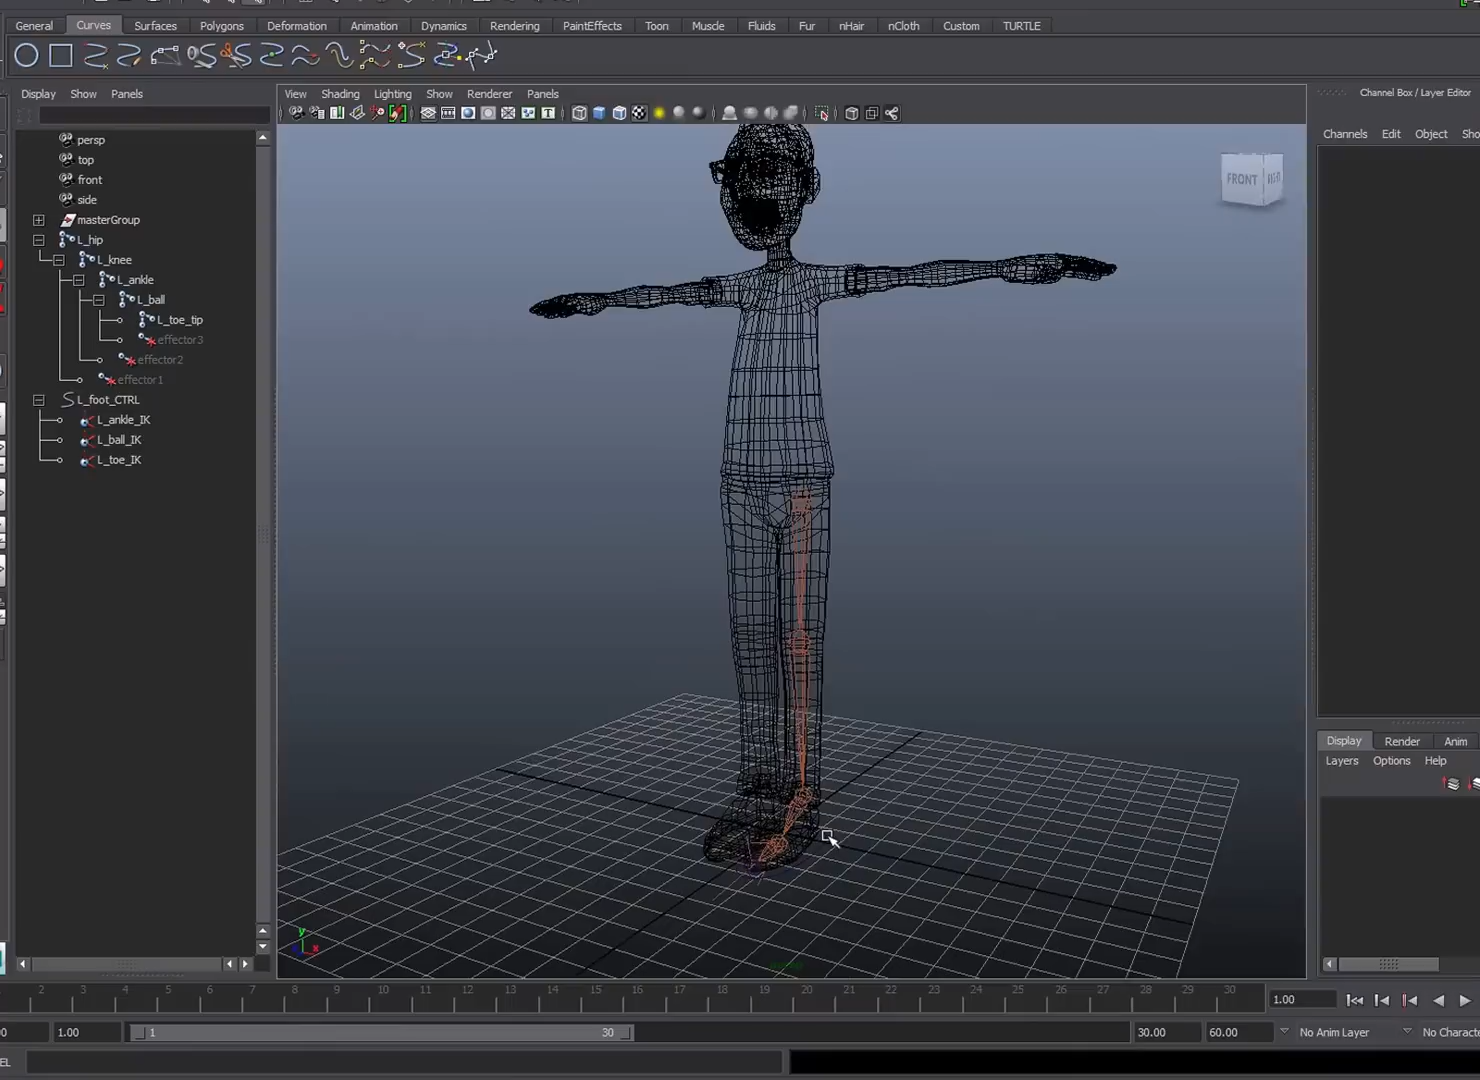 General Curves Surfaces Polygons Deformation Animation Dynamics Rendering PaintEffects Toon Muscle Fluids Fur nHair nCloth Custom TURTLE
Display Show Panels
View Shading Lighting Show Renderer Panels
Channel Box / Layer Editor
Channels Edit Object Sho
persp
top
front
side
masterGroup
L_hip
L_knee
L_ankle
L_ball
L_toe_tip
effector3
effector2
effector1
L_foot_CTRL
L_ankle_IK
L_ball_IK
L_toe_IK
FRONT
y
x
Display Render Anim
Layers Options Help
2 3 4 5 6 7 8 9 10 11 12 13 14 15 16 17 18 19 20 21 22 23 24 25 26 27 28 29 30
1.00
00 1.00 1 30 30.00 60.00 No Anim Layer No Characte
EL